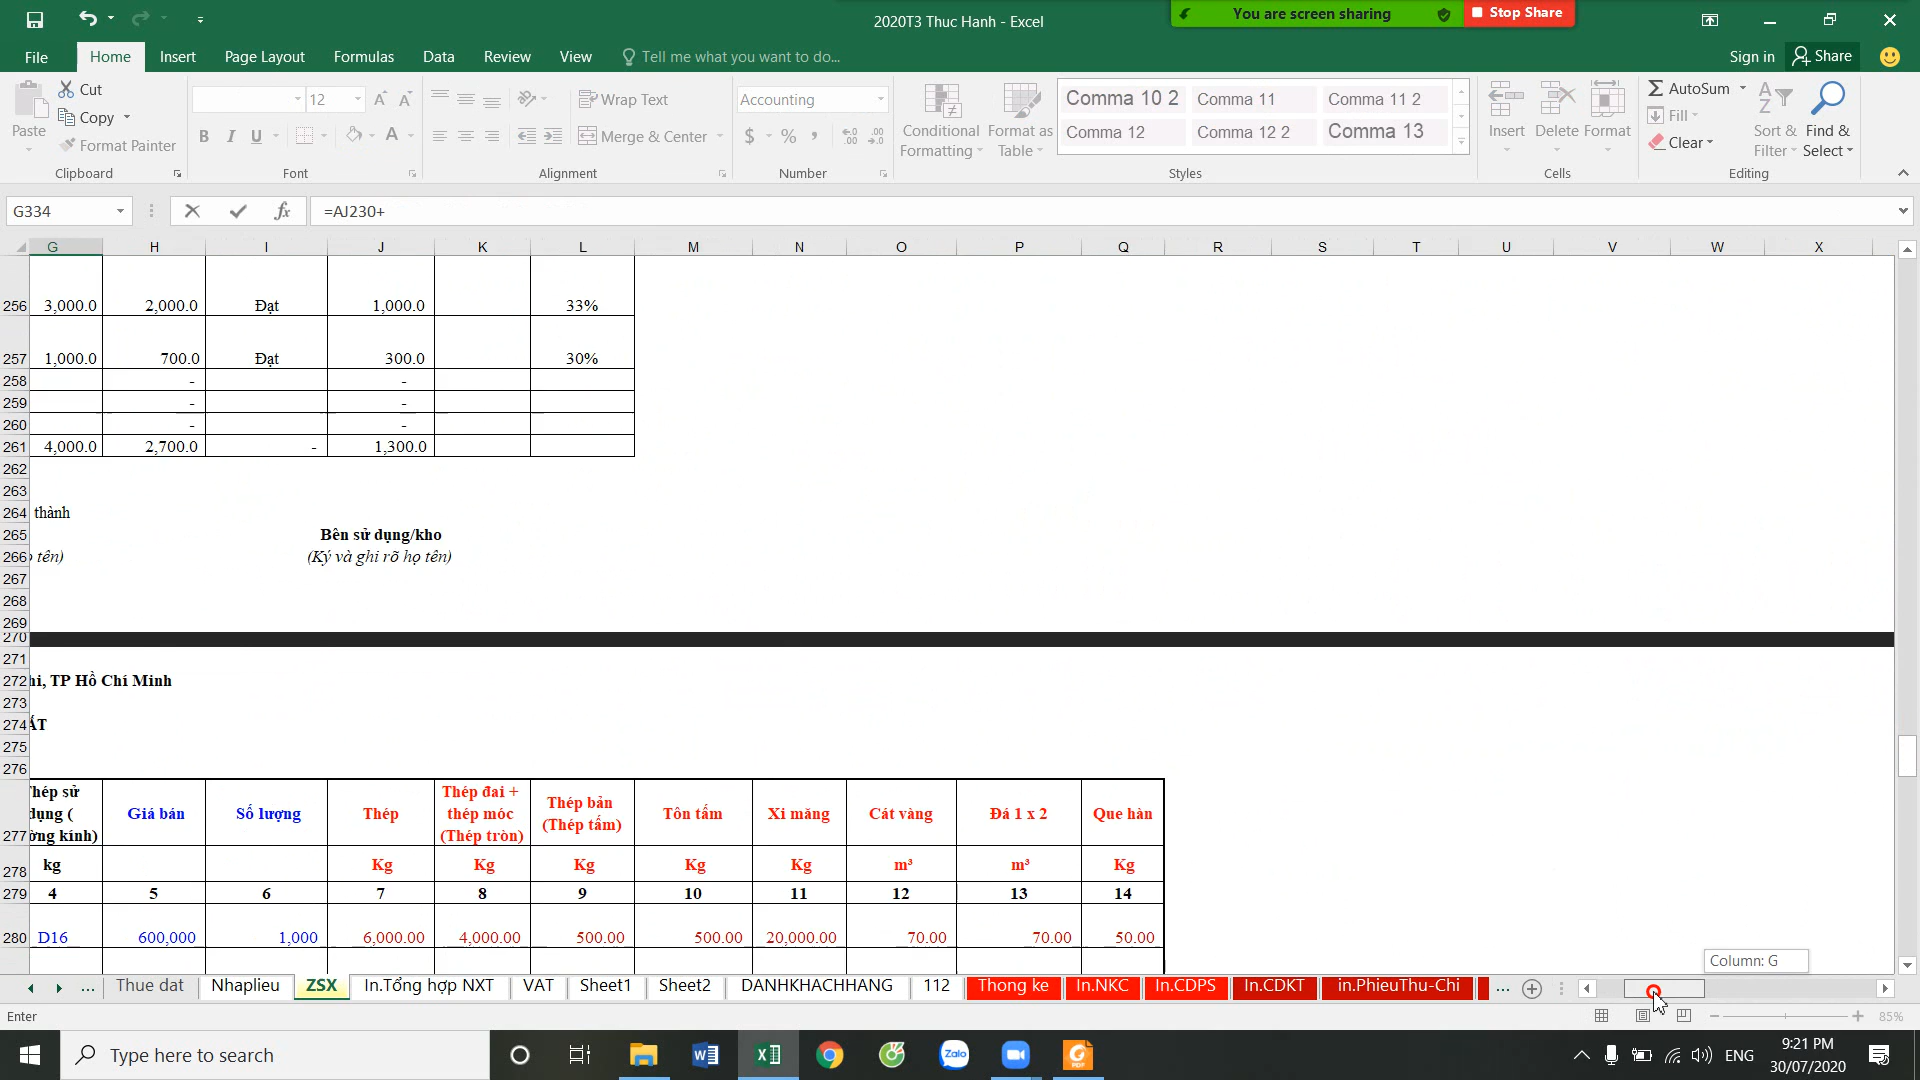 2020T3 Thuc Hanh - Excel
You are screen sharing
Stop Share
File
Home
Insert
Page Layout
Formulas
Data
Review
View
Tell me what you want to do...
Sign in
Share
Paste
Cut
Copy
Format Painter
Clipboard
12
B I U
Font
Wrap Text
Merge & Center
Alignment
Accounting
$ % ,
Number
Conditional Formatting
Format as Table
Comma 10 2 Comma 11 Comma 11 2
Comma 12 Comma 12 2 Comma 13
Styles
Insert Delete Format
Cells
AutoSum
Fill
Clear
Sort & Filter
Find & Select
Editing
G334
fx
=AJ230+
G H I J K L M N O P Q R S T U V W X
256 3,000.0 2,000.0 Đạt 1,000.0 33%
257 1,000.0 700.0 Đạt 300.0 30%
258 - -
259 - -
260 - -
261 4,000.0 2,700.0 - 1,300.0
262
263
264 thành
265 Bên sử dụng/kho
266 tên) (Ký và ghi rõ họ tên)
267
268
269
270
271
272 hi, TP Hồ Chí Minh
273
274 ẤT
275
276
hép sử Thép đai +
dụng ( Giá bán Số lượng Thép thép móc Thép bản (Thép tấm) Tôn tấm Xi măng Cát vàng Đá 1 x 2 Que hàn
277 ờng kính) (Thép tròn)
278 kg Kg Kg Kg Kg Kg m³ m³ Kg
279 4 5 6 7 8 9 10 11 12 13 14
280 D16 600,000 1,000 6,000.00 4,000.00 500.00 500.00 20,000.00 70.00 70.00 50.00
Column: G
... Thue dat Nhaplieu ZSX In.Tổng hợp NXT VAT Sheet1 Sheet2 DANHKHACHHANG 112 Thong ke In.NKC In.CDPS In.CDKT in.PhieuThu-Chi ...
Enter
85%
Type here to search
Zalo
PDF
ENG
9:21 PM
30/07/2020